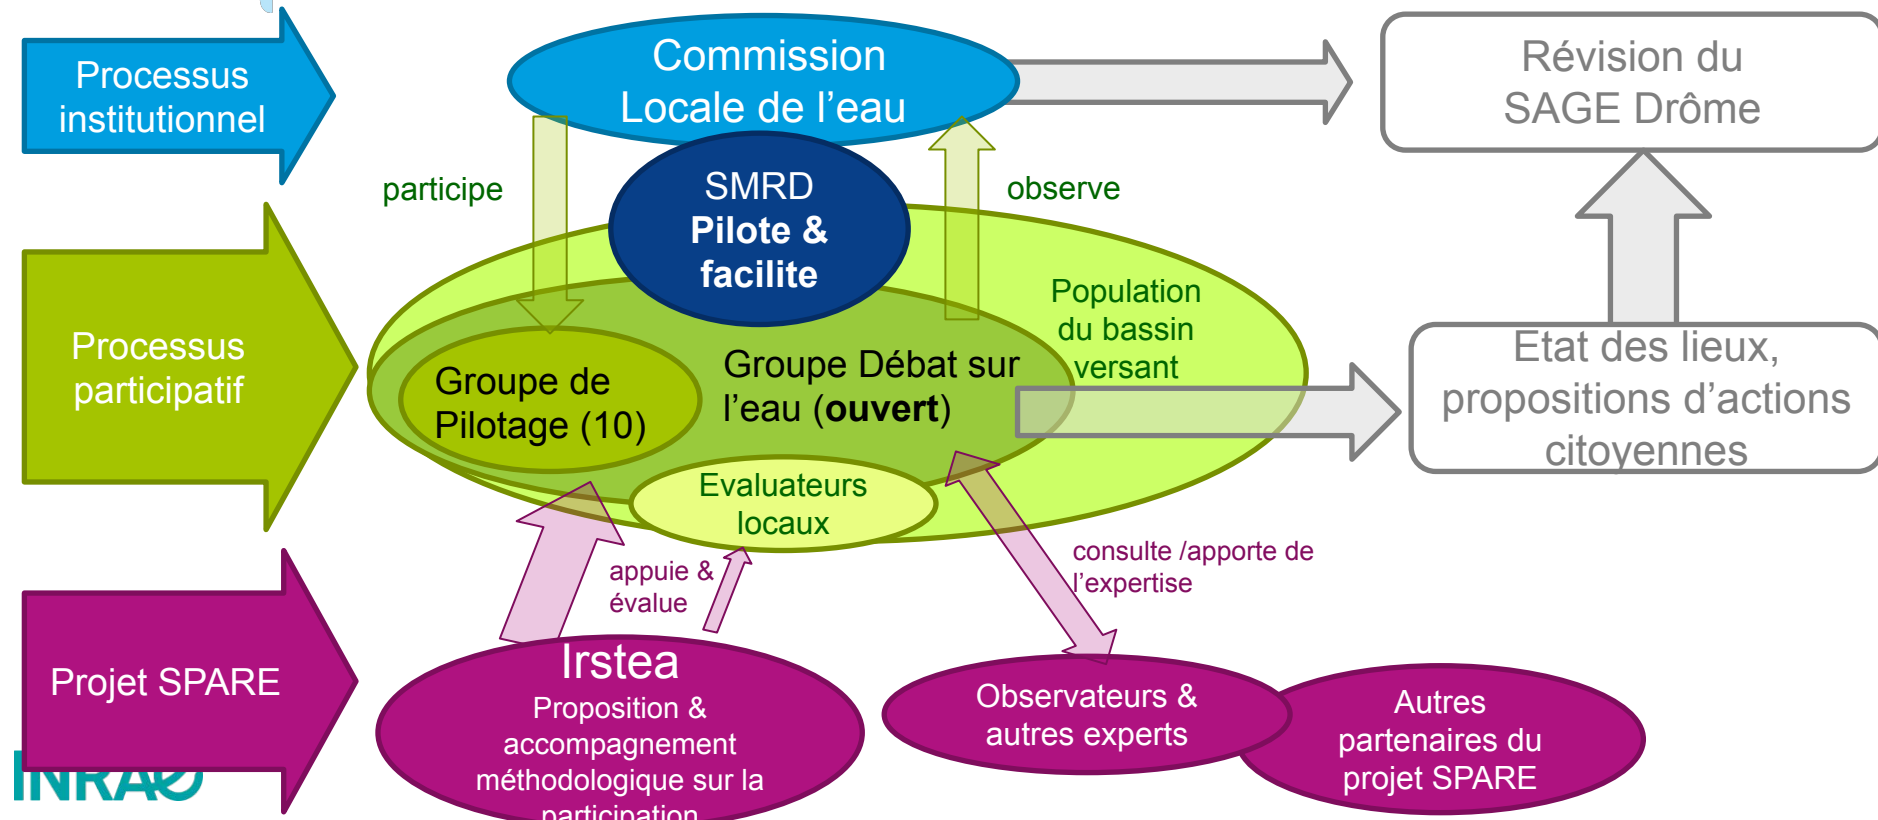 Processus
institutionnel
Commission
Locale de l’eau
Révision du
SAGE Drôme
participe
SMRD
Pilote &
facilite
observe
Processus
participatif
Population
du bassin
versant
Groupe de
Pilotage (10)
Groupe Débat sur
l’eau (ouvert)
Etat des lieux,
propositions d’actions
citoyennes
Evaluateurs
locaux
appuie &
évalue
consulte /apporte de
l’expertise
Projet SPARE
Irstea
Proposition &
accompagnement
méthodologique sur la
participation
Observateurs &
autres experts
Autres
partenaires du
projet SPARE
INRAE